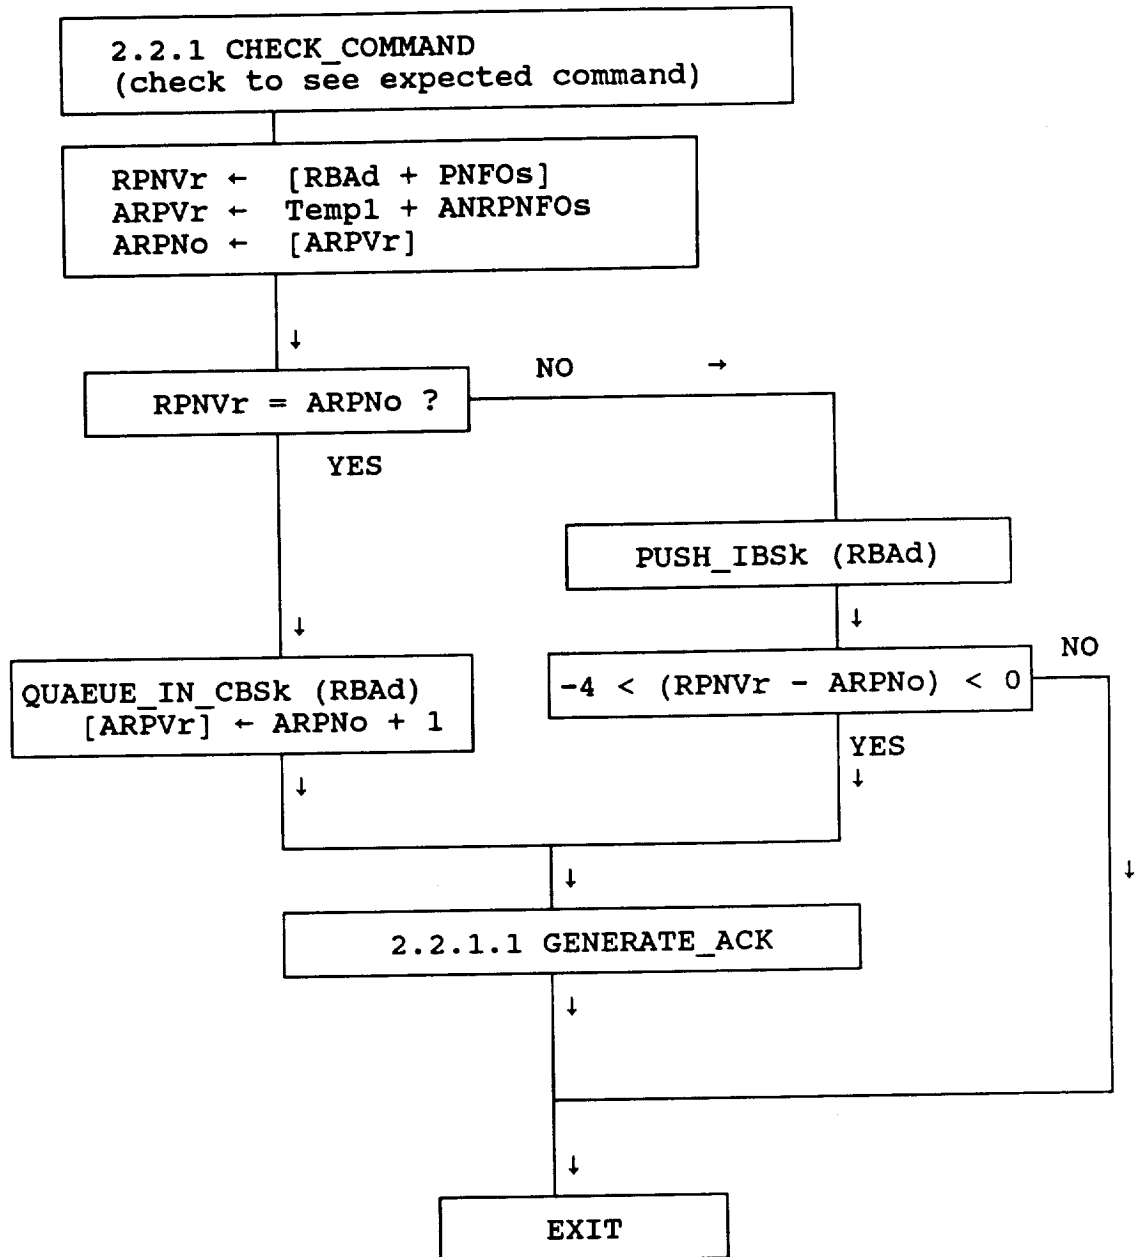 2.2.1 CHECK_COMMAND
(check to see expected command)
RPNVr ← [RBAd + PNFOs]
ARPVr ← Temp1 + ANRPNFOs
ARPNo ← [ARPVr]
↓
NO →
RPNVr = ARPNo ?
YES
PUSH_IBSk (RBAd)
↓
↓
NO
QUAEUE_IN_CBSk (RBAd)
[ARPVr] ← ARPNo + 1
-4 < (RPNVr - ARPNo) < 0
YES
↓
↓
↓
↓
2.2.1.1 GENERATE_ACK
↓
↓
EXIT